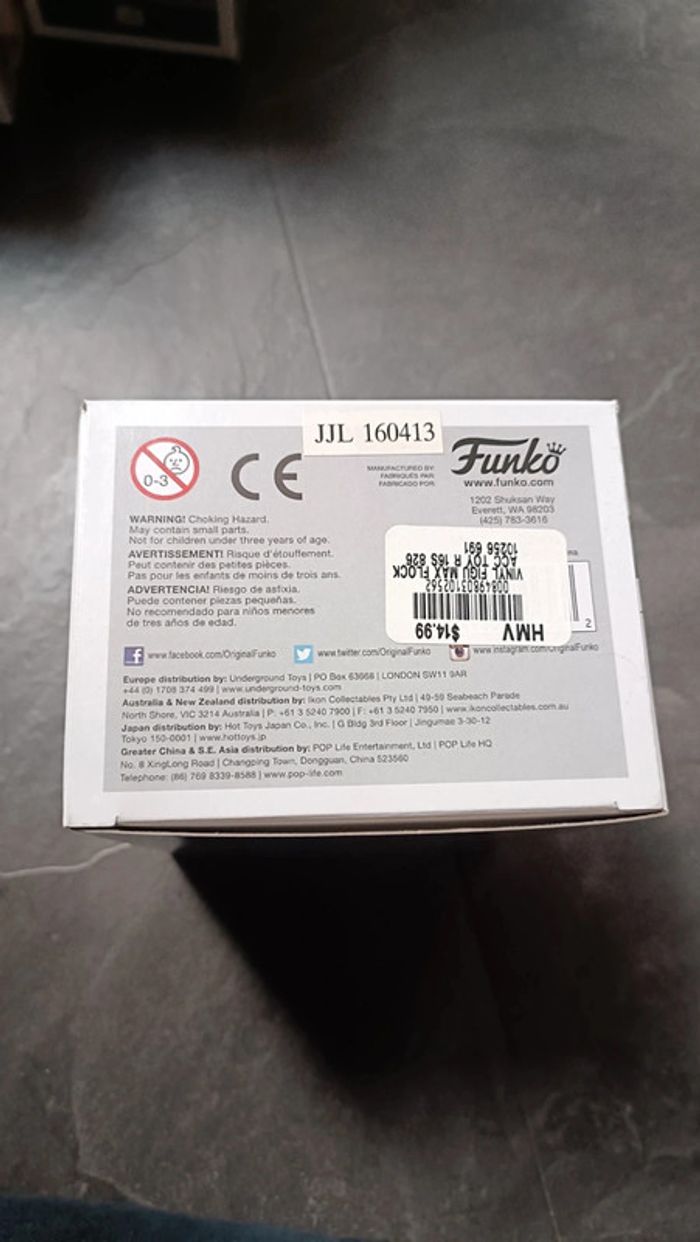 JJL 160413
0-3
CE
MANUFACTURED BY:
FABRIQUÉS PAR:
FABRICADO POR:
Funko
www.funko.com
1202 Shuksan Way
Everett, WA 98203
(425) 783-3616
WARNING! Choking Hazard.
May contain small parts.
Not for children under three years of age.
AVERTISSEMENT! Risque d'étouffement.
Peut contenir des petites pièces.
Pas pour les enfants de moins de trois ans.
ADVERTENCIA! Riesgo de asfixia.
Puede contener piezas pequeñas.
No recomendado para niños menores
de tres años de edad.
HMV $14.99
00849803102562
VINYL FIGU MAX FLOCK
ACC TOY R 16S 826
10256 691
2
www.facebook.com/OriginalFunko
www.twitter.com/OriginalFunko
www.instagram.com/OriginalFunko
Europe distribution by: Underground Toys | PO Box 63066 | LONDON SW11 9AR
+44 (0) 1708 374 499 | www.underground-toys.com
Australia & New Zealand distribution by: Ikon Collectables Pty Ltd | 49-59 Seabeach Parade
North Shore, VIC 3214 Australia | P: +61 3 5240 7900 | F: +61 3 5240 7950 | www.ikoncollectables.com.au
Japan distribution by: Hot Toys Japan Co., Inc. | G Bldg 3rd Floor | Jingumae 3-30-12
Tokyo 150-0001 | www.hottoys.jp
Greater China & S.E. Asia distribution by: POP Life Entertainment, Ltd | POP Life HQ
No. 8 XingLong Road | Changping Town, Dongguan, China 523560
Telephone: (86) 769 8339-8588 | www.pop-life.com